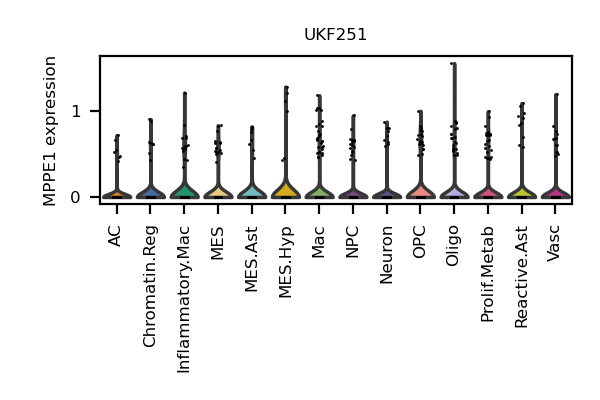 UKF251
MPPE1 expression
1
0
AC
Chromatin.Reg
Inflammatory.Mac
MES
MES.Ast
MES.Hyp
Mac
NPC
Neuron
OPC
Oligo
Prolif.Metab
Reactive.Ast
Vasc